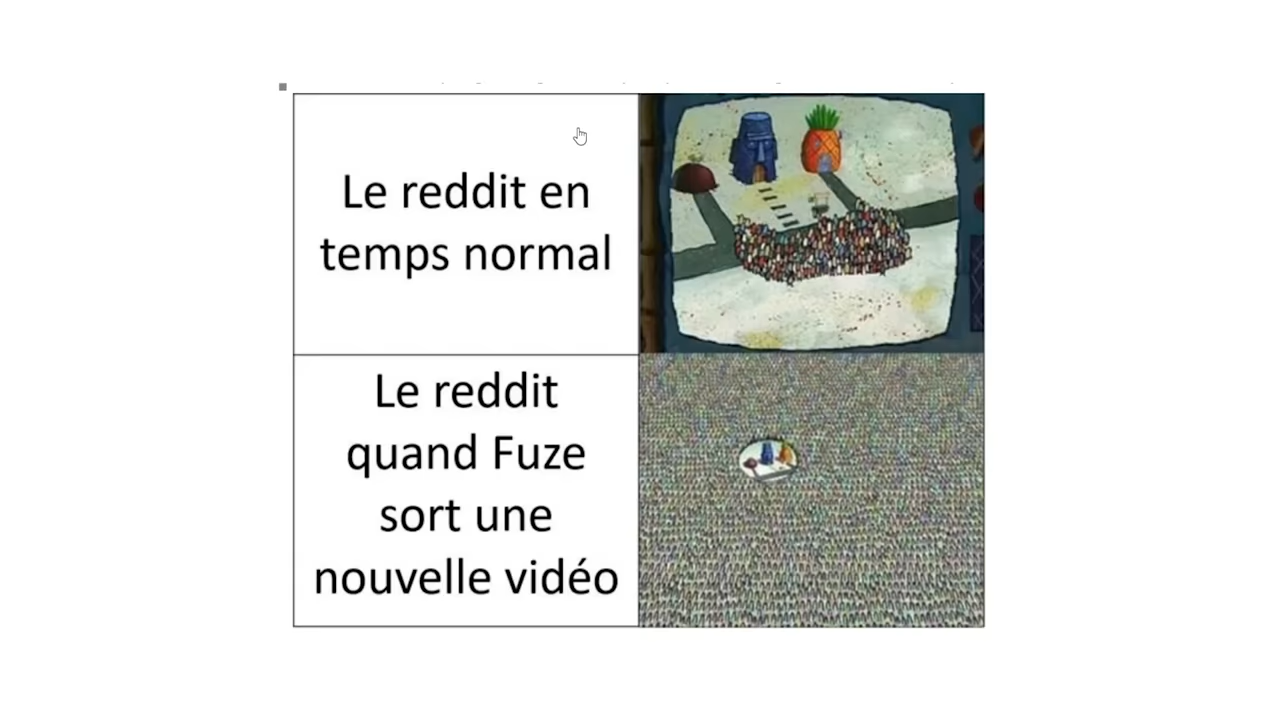 Le reddit en
temps normal
Le reddit
quand Fuze
sort une
nouvelle vidéo